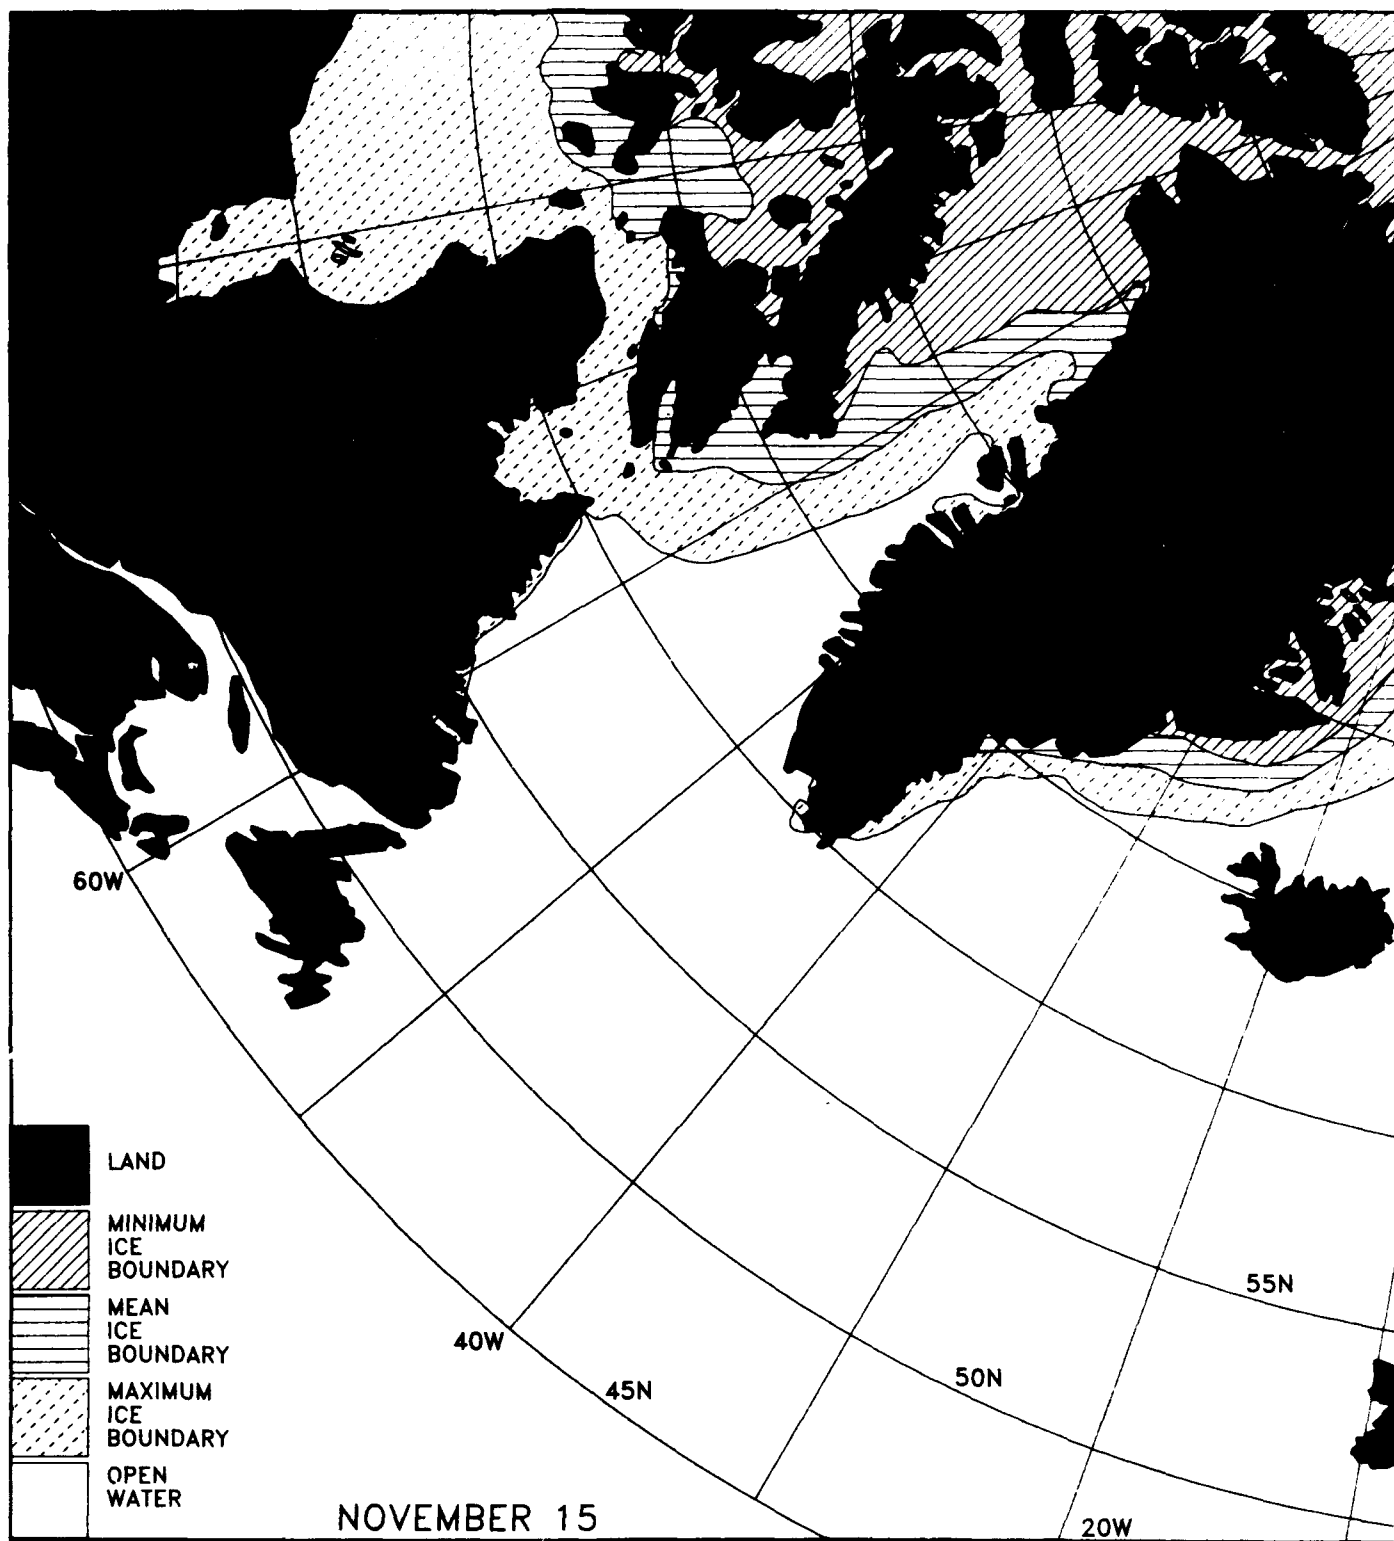 60W
LAND
MINIMUM
ICE
BOUNDARY
MEAN
ICE
BOUNDARY
MAXIMUM
ICE
BOUNDARY
OPEN
WATER
55N
50N
40W
45N
NOVEMBER 15
20W